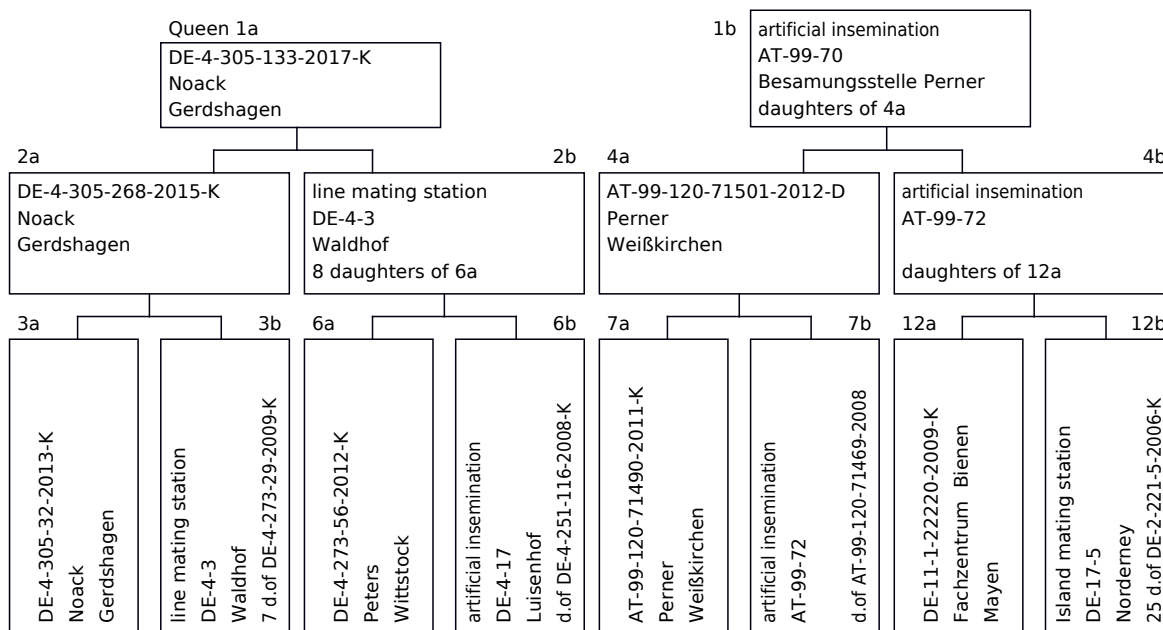 Queen 1a
DE-4-305-133-2017-K
Noack
Gerdshagen
1b
artificial insemination
AT-99-70
Besamungsstelle Perner
daughters of 4a
2a
DE-4-305-268-2015-K
Noack
Gerdshagen
2b
line mating station
DE-4-3
Waldhof
8 daughters of 6a
4a
AT-99-120-71501-2012-D
Perner
Weißkirchen
4b
artificial insemination
AT-99-72
daughters of 12a
3a
DE-4-305-32-2013-K
Noack
Gerdshagen
3b
line mating station
DE-4-3
Waldhof
7 d.of DE-4-273-29-2009-K
6a
DE-4-273-56-2012-K
Peters
Wittstock
6b
artificial insemination
DE-4-17
Luisenhof
d.of DE-4-251-116-2008-K
7a
AT-99-120-71490-2011-K
Perner
Weißkirchen
7b
artificial insemination
AT-99-72
d.of AT-99-120-71469-2008
12a
DE-11-1-22220-2009-K
Fachzentrum Bienen
Mayen
12b
Island mating station
DE-17-5
Norderney
25 d.of DE-2-221-5-2006-K